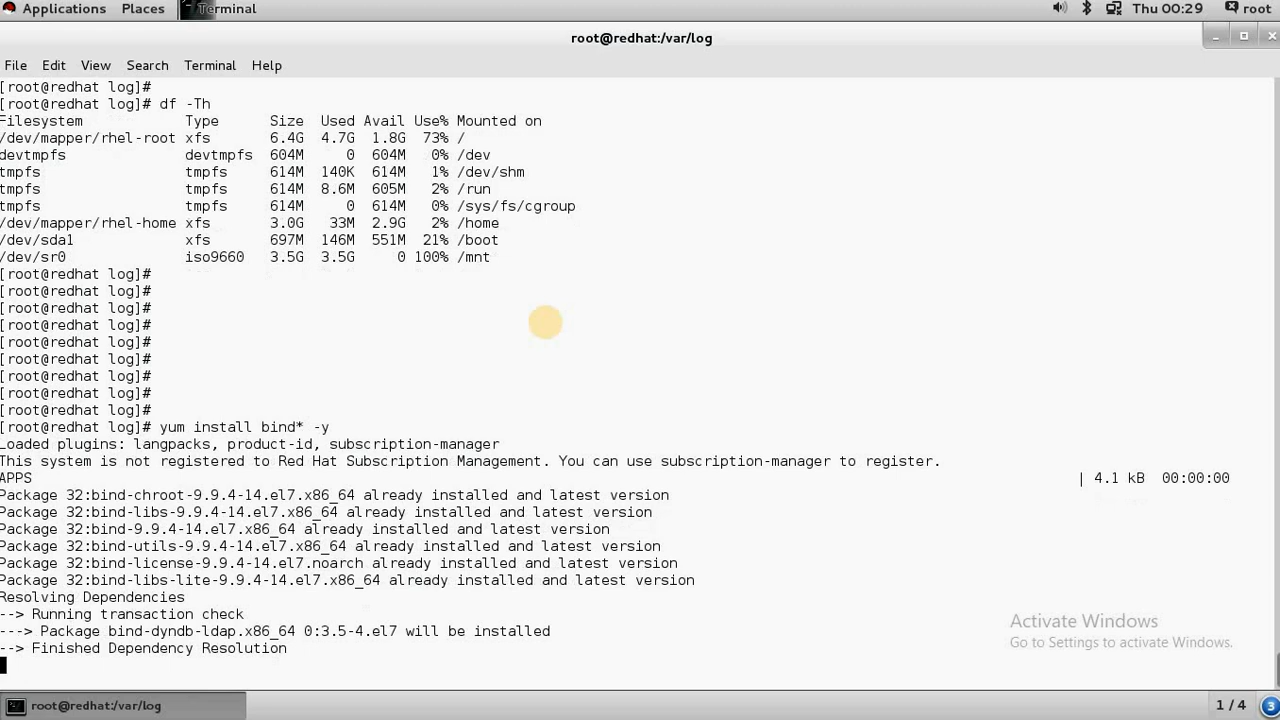 Applications Places Terminal Thu 00:29 root
root@redhat:/var/log
File Edit View Search Terminal Help
[root@redhat log]#
[root@redhat log]# df -Th
Filesystem Type Size Used Avail Use% Mounted on
/dev/mapper/rhel-root xfs 6.4G 4.7G 1.8G 73% /
devtmpfs devtmpfs 604M 0 604M 0% /dev
tmpfs tmpfs 614M 140K 614M 1% /dev/shm
tmpfs tmpfs 614M 8.6M 605M 2% /run
tmpfs tmpfs 614M 0 614M 0% /sys/fs/cgroup
/dev/mapper/rhel-home xfs 3.0G 33M 2.9G 2% /home
/dev/sda1 xfs 697M 146M 551M 21% /boot
/dev/sr0 iso9660 3.5G 3.5G 0 100% /mnt
[root@redhat log]#
[root@redhat log]#
[root@redhat log]#
[root@redhat log]#
[root@redhat log]#
[root@redhat log]#
[root@redhat log]#
[root@redhat log]#
[root@redhat log]#
[root@redhat log]# yum install bind* -y
Loaded plugins: langpacks, product-id, subscription-manager
This system is not registered to Red Hat Subscription Management. You can use subscription-manager to register.
APPS | 4.1 kB 00:00:00
Package 32:bind-chroot-9.9.4-14.el7.x86_64 already installed and latest version
Package 32:bind-libs-9.9.4-14.el7.x86_64 already installed and latest version
Package 32:bind-9.9.4-14.el7.x86_64 already installed and latest version
Package 32:bind-utils-9.9.4-14.el7.x86_64 already installed and latest version
Package 32:bind-license-9.9.4-14.el7.noarch already installed and latest version
Package 32:bind-libs-lite-9.9.4-14.el7.x86_64 already installed and latest version
Resolving Dependencies
--> Running transaction check
---> Package bind-dyndb-ldap.x86_64 0:3.5-4.el7 will be installed
--> Finished Dependency Resolution
Activate Windows
Go to Settings to activate Windows.
root@redhat:/var/log 1 / 4 3